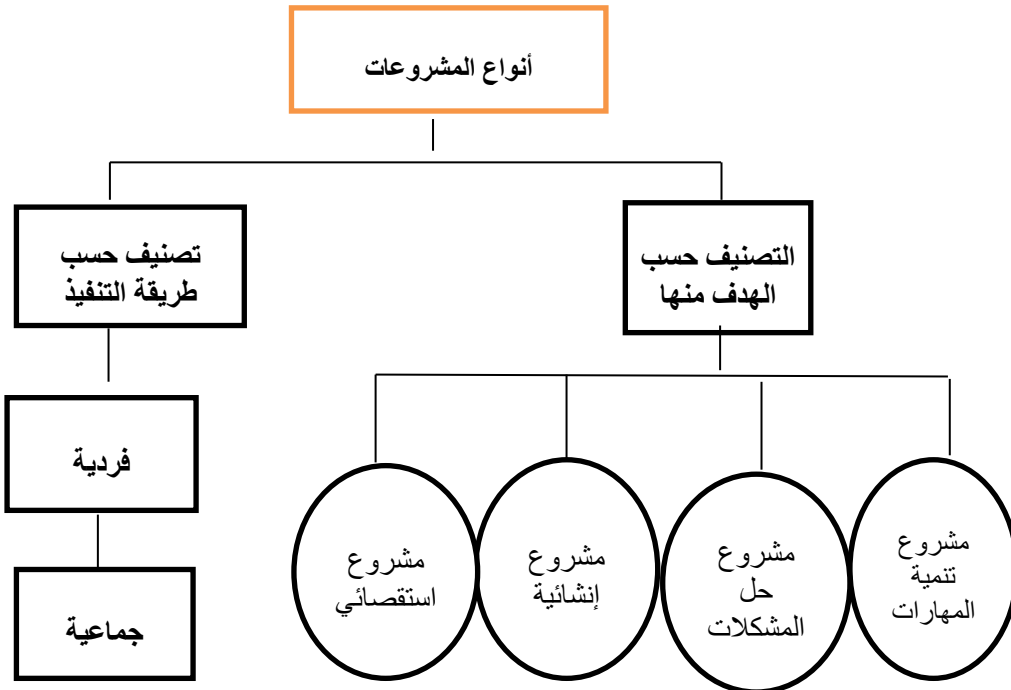 أنواع المشروعات
التصنيف حسب
الهدف منها
تصنيف حسب
طريقة التنفيذ
مشروع
تنمية
المهارات
مشروع
حل
المشكلات
مشروع
إنشائية
مشروع
استقصائي
فردية
جماعية